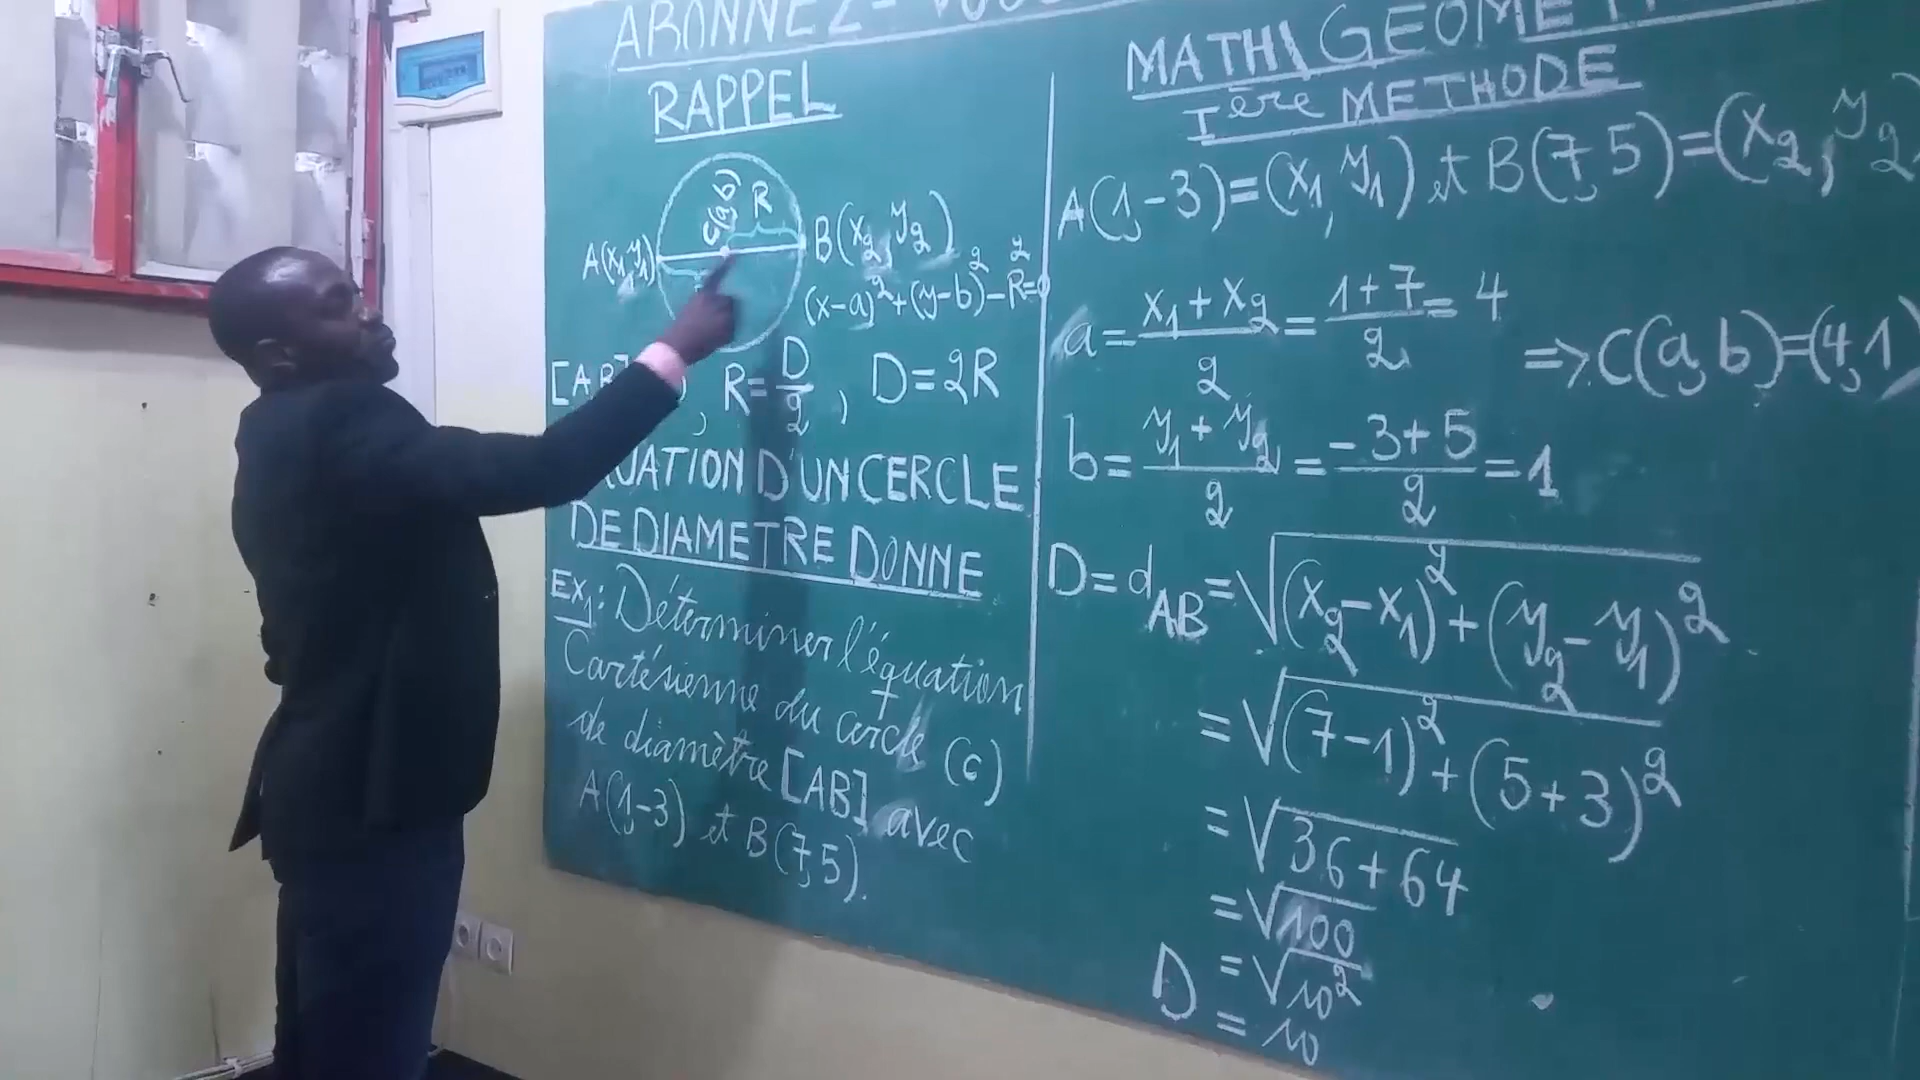 ABONNEZ-VOUS
RAPPEL
C(a,b)
R
A(x₁,y₁)
B(x₂,y₂)
(x-a)²+(y-b)²-R²=0
R=D/2, D=2R
D'UN CERCLE
DE DIAMETRE DONNE
Ex₁: Déterminer l'équation
Cartésienne du cercle (C)
de diamètre [AB] avec
A(1,-3) et B(7,5).
MATH\
Ière METHODE
A(1,-3)=(x₁,y₁) et B(7,5)=(x₂,y₂)
a=(x₁+x₂)/2=(1+7)/2=4
=> C(a,b)=(4,1)
b=(y₁+y₂)/2=(-3+5)/2=1
D=d_AB=√((x₂-x₁)²+(y₂-y₁)²)
=√((7-1)²+(5+3)²)
=√(36+64)
=√100
=√10²
D = 10